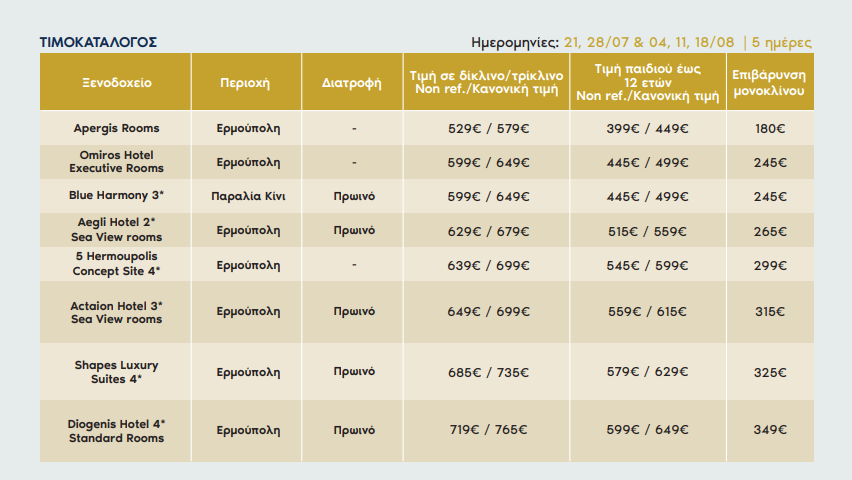 ΤΙΜΟΚΑΤΑΛΟΓΟΣ
Ημερομηνίες: 21, 28/07 & 04, 11, 18/08 | 5 ημέρες
Ξενοδοχείο
Περιοχή
Διατροφή
Τιμή σε δίκλινο/τρίκλινο
Non ref./Κανονική τιμή
Τιμή παιδιού έως
12 ετών
Non ref./Κανονική τιμή
Επιβάρυνση
μονοκλίνου
Apergis Rooms
Ερμούπολη
-
529€ / 579€
399€ / 449€
180€
Omiros Hotel
Executive Rooms
Ερμούπολη
-
599€ / 649€
445€ / 499€
245€
Blue Harmony 3*
Παραλία Κίνι
Πρωινό
599€ / 649€
445€ / 499€
245€
Aegli Hotel 2*
Sea View rooms
Ερμούπολη
Πρωινό
629€ / 679€
515€ / 559€
265€
5 Hermoupolis
Concept Site 4*
Ερμούπολη
-
639€ / 699€
545€ / 599€
299€
Actaion Hotel 3*
Sea View rooms
Ερμούπολη
Πρωινό
649€ / 699€
559€ / 615€
315€
Shapes Luxury
Suites 4*
Ερμούπολη
Πρωινό
685€ / 735€
579€ / 629€
325€
Diogenis Hotel 4*
Standard Rooms
Ερμούπολη
Πρωινό
719€ / 765€
599€ / 649€
349€